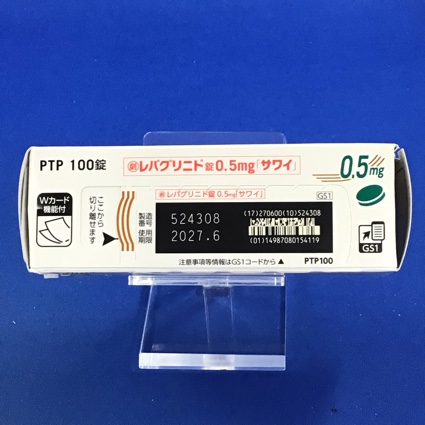 PTP 100錠
劇 レパグリニド錠0.5mg「サワイ」
0.5mg
Wカード
機能付
ここから
切り離せます
劇 レパグリニド錠0.5mg「サワイ」
GS1
製造
番号
524308
使用
期限
2027.6
(17)270600(10)524308
(01)14987080154119
GS1
注意事項等情報はGS1コードから▲
PTP100